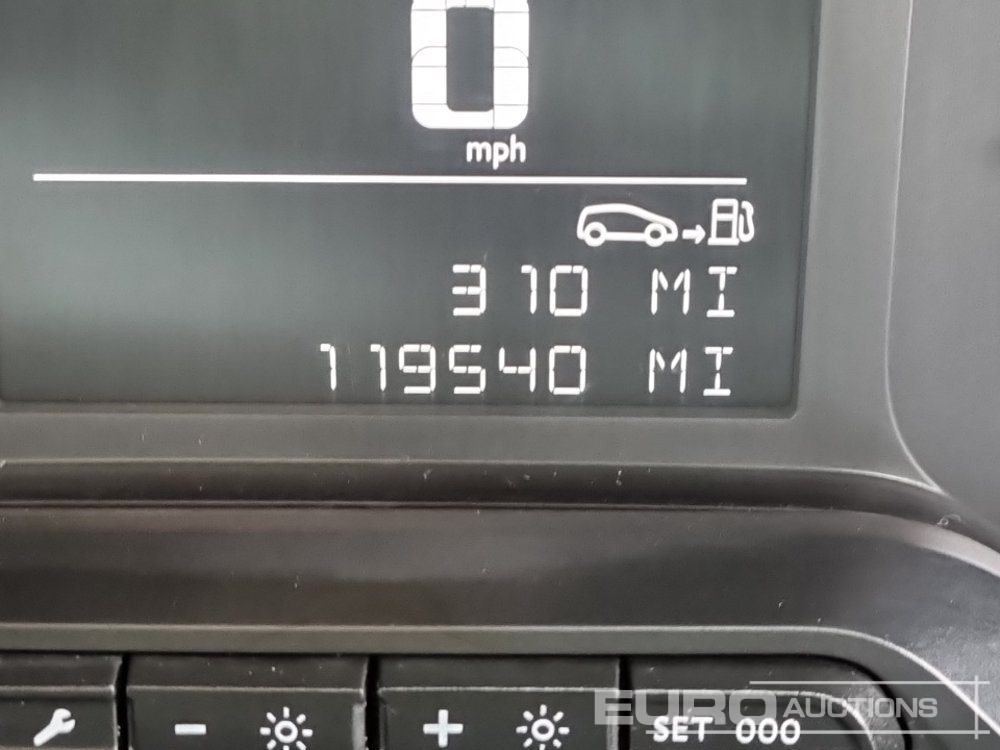 0
mph
310 MI
119540 MI
- +
SET 000
EURO AUCTIONS